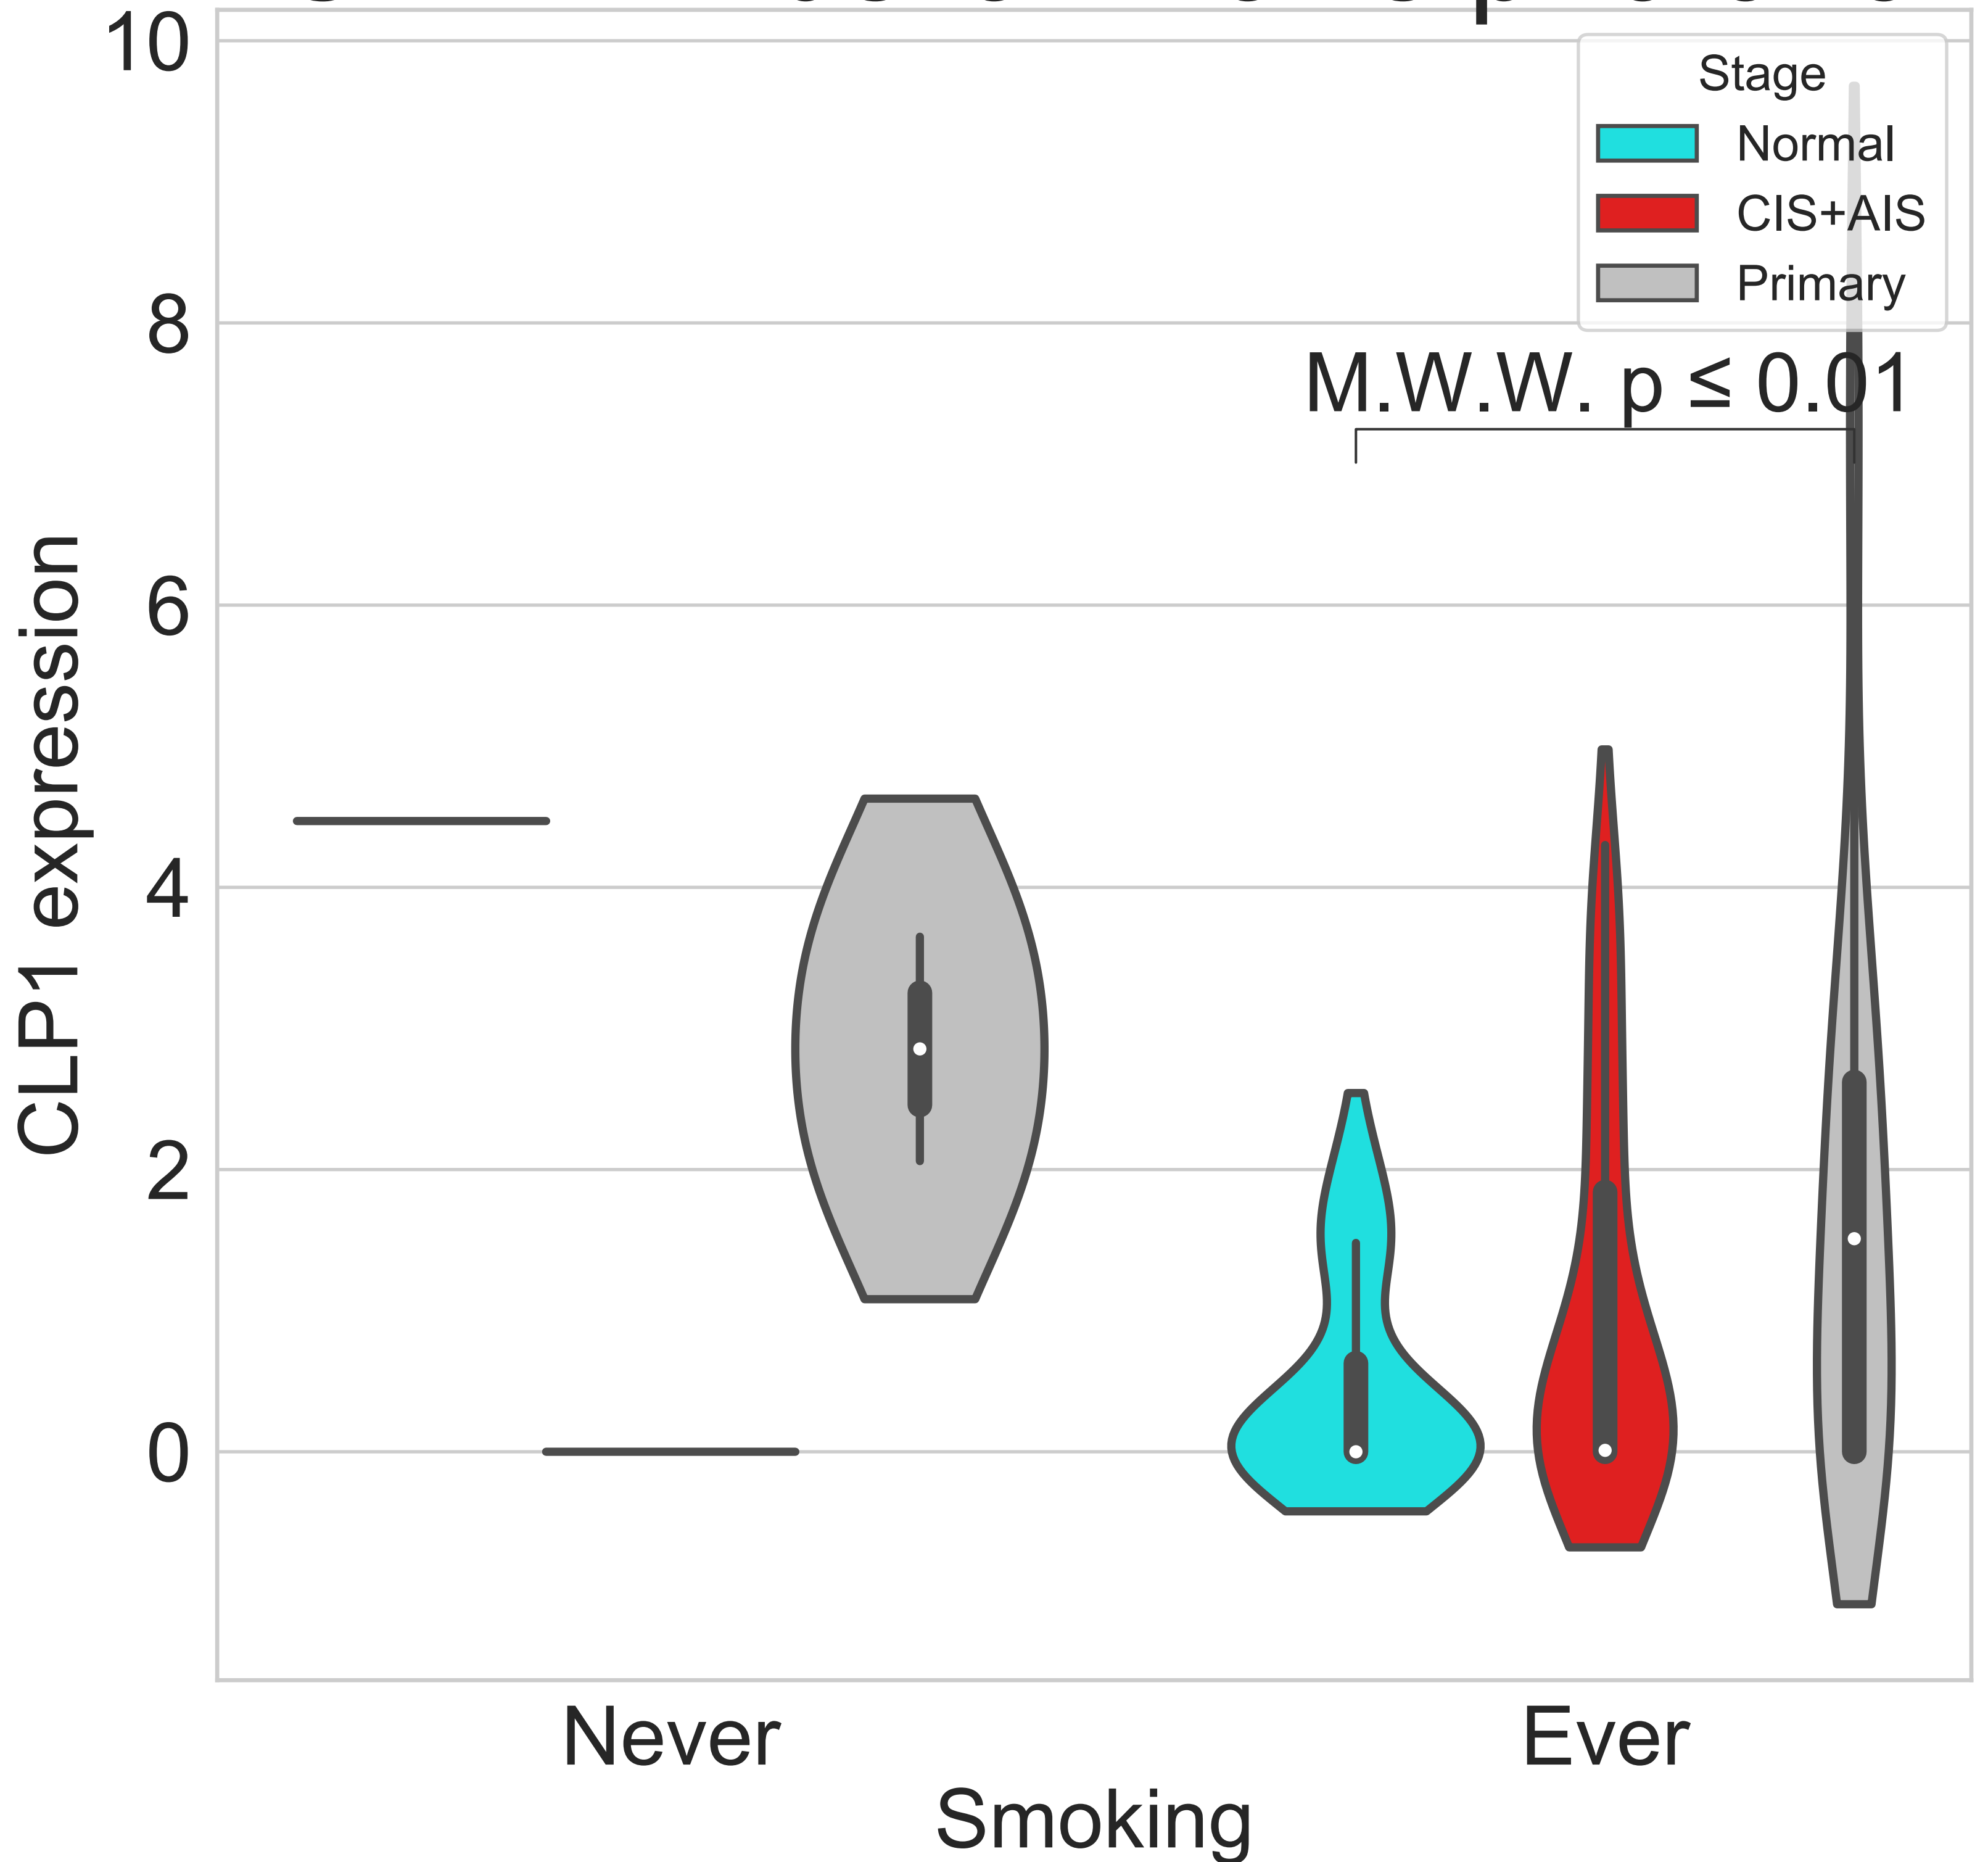 10
8
6
4
2
0
CLP1 expression
Stage
Normal
CIS+AIS
Primary
M.W.W. p ≤ 0.01
Never
Ever
Smoking